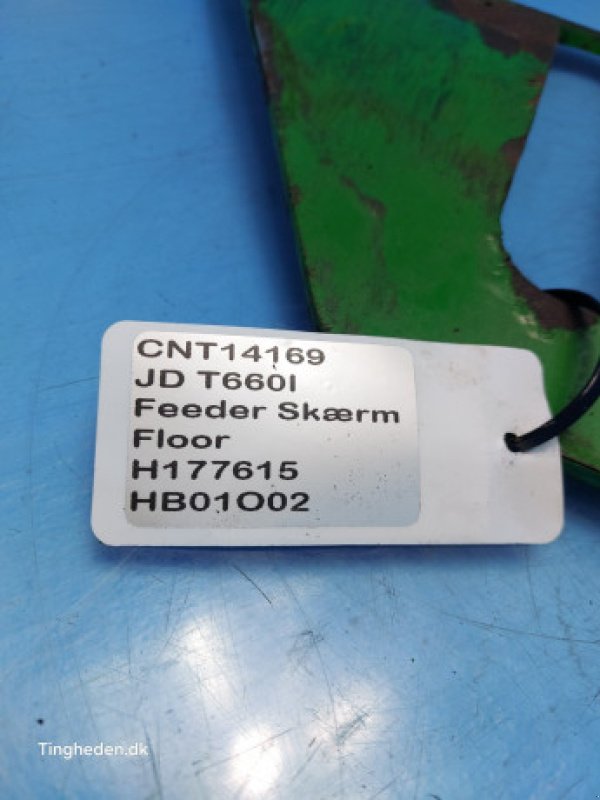 CNT14169
JD T660I
Feeder Skærm
Floor
H177615
HB01O02
Tingheden.dk